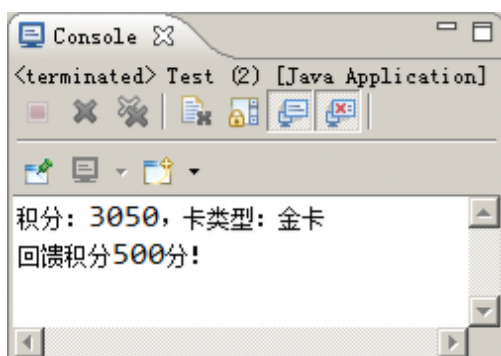 Console
<terminated> Test (2) [Java Application]
积分: 3050, 卡类型: 金卡
回馈积分500分!